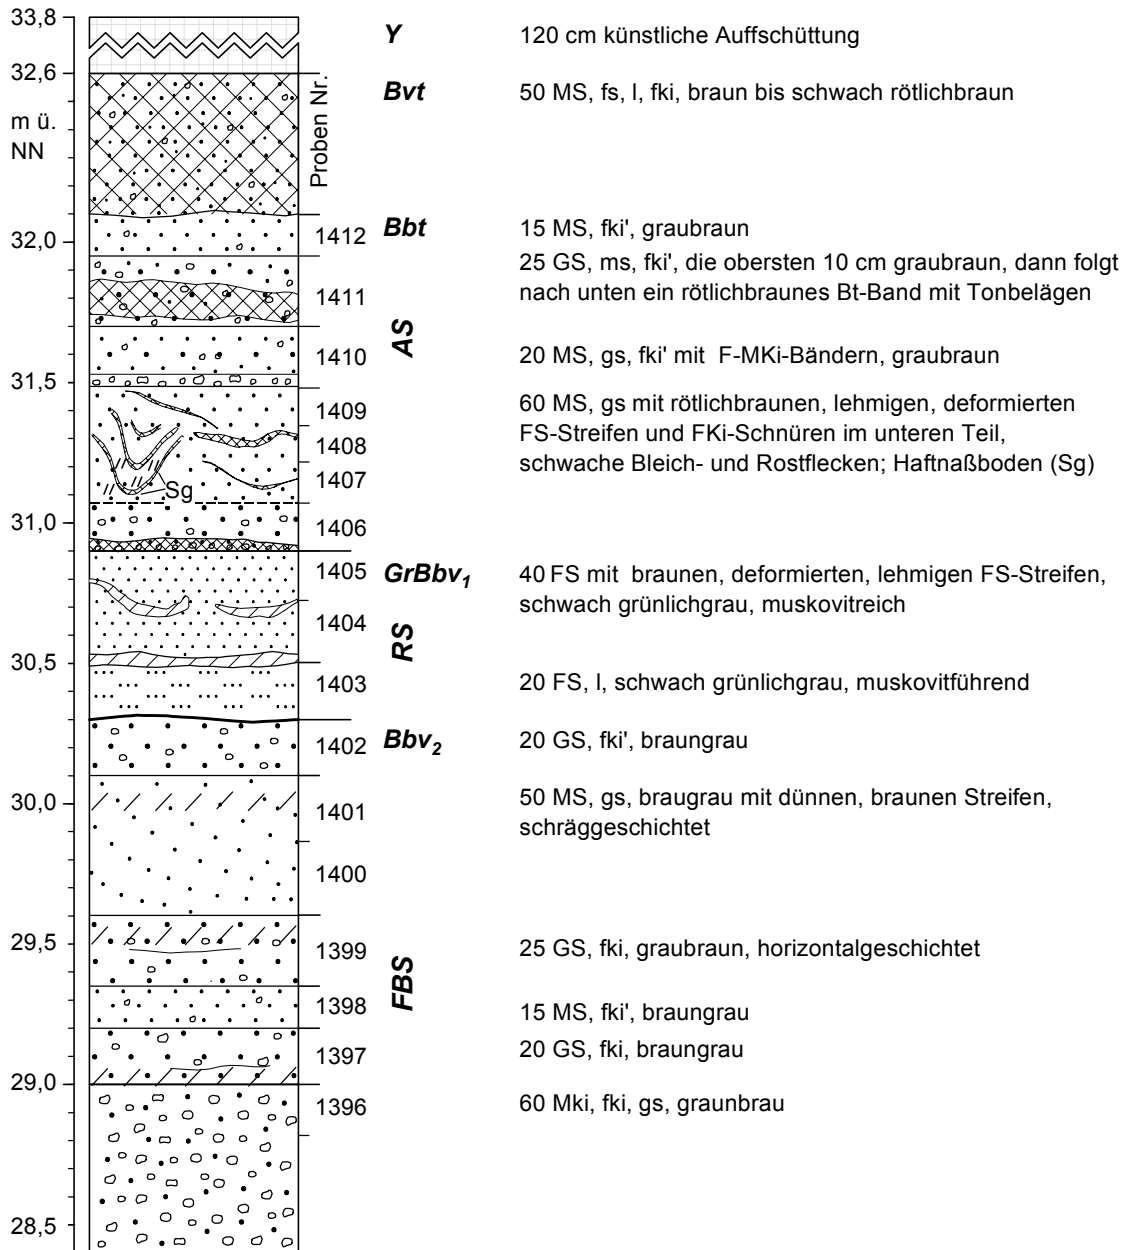 33,8
Y 120 cm künstliche Auffschüttung
32,6
Proben Nr.
Bvt 50 MS, fs, l, fki, braun bis schwach rötlichbraun
m ü.
NN
1412 Bbt 15 MS, fki', graubraun
32,0
25 GS, ms, fki', die obersten 10 cm graubraun, dann folgt
1411 nach unten ein rötlichbraunes Bt-Band mit Tonbelägen
AS
1410 20 MS, gs, fki' mit F-MKi-Bändern, graubraun
31,5
1409 60 MS, gs mit rötlichbraunen, lehmigen, deformierten
1408 FS-Streifen und FKi-Schnüren im unteren Teil,
1407 schwache Bleich- und Rostflecken; Haftnaßboden (Sg)
Sg
31,0
1406
1405 GrBbv1 40 FS mit braunen, deformierten, lehmigen FS-Streifen,
schwach grünlichgrau, muskovitreich
1404
RS
30,5
1403 20 FS, l, schwach grünlichgrau, muskovitführend
1402 Bbv2 20 GS, fki', braungrau
30,0
1401 50 MS, gs, braugrau mit dünnen, braunen Streifen,
schräggeschichtet
1400
29,5
1399 25 GS, fki, graubraun, horizontalgeschichtet
FBS
1398 15 MS, fki', braungrau
1397 20 GS, fki, braungrau
29,0
1396 60 Mki, fki, gs, graunbrau
28,5